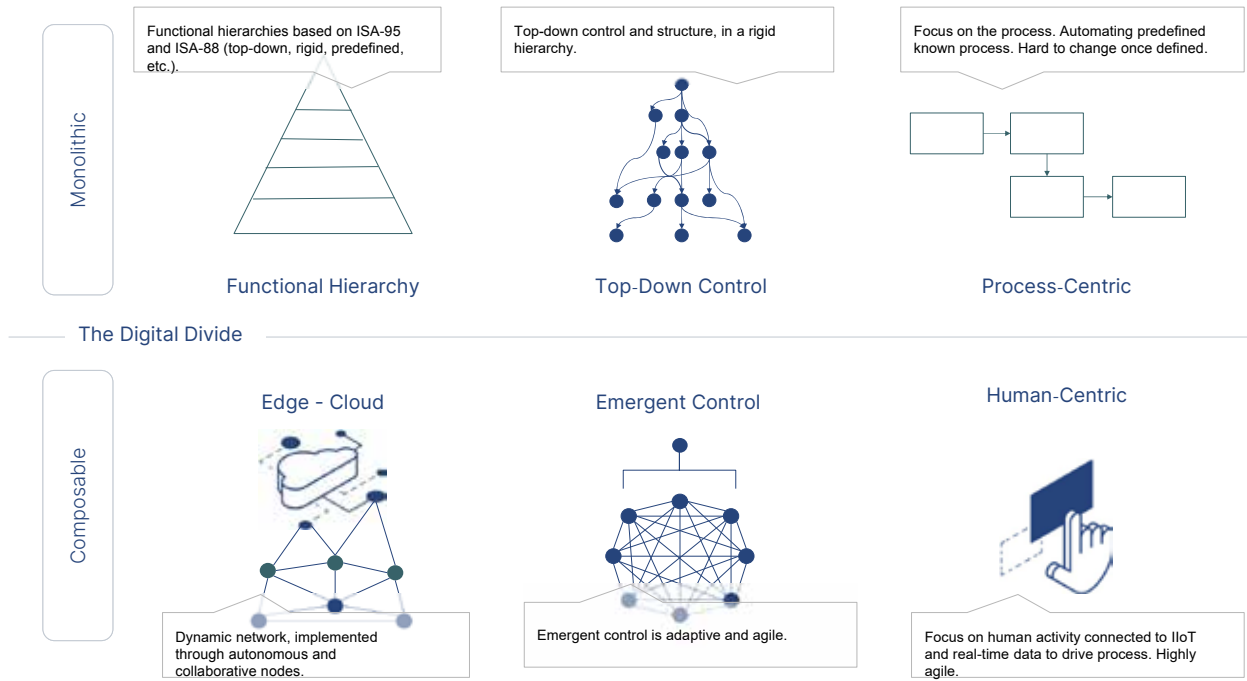 Functional hierarchies based on ISA-95
and ISA-88 (top-down, rigid, predefined,
etc.).
Top-down control and structure, in a rigid
hierarchy.
Focus on the process. Automating predefined
known process. Hard to change once defined.
Monolithic
Functional Hierarchy
Top-Down Control
Process-Centric
The Digital Divide
Composable
Edge - Cloud
Emergent Control
Human-Centric
Dynamic network, implemented
through autonomous and
collaborative nodes.
Emergent control is adaptive and agile.
Focus on human activity connected to IIoT
and real-time data to drive process. Highly
agile.